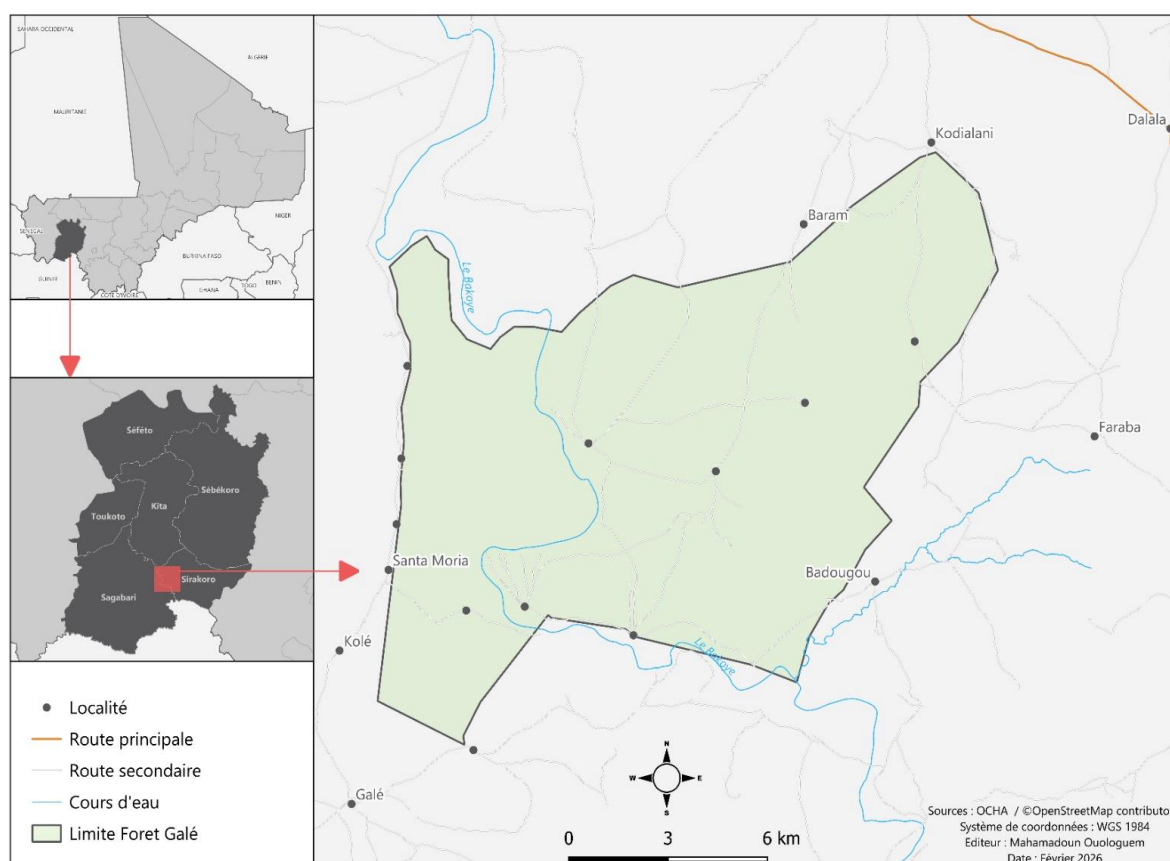 SAHARA OCCIDENTAL
ALGERIE
MAURITANIE
NIGER
SENEGAL
BURKINA FASO
GUINEE
GHANA
TOGO
BENIN
COTE D'IVOIRE
Séféto
Sébékoro
Kita
Toukoto
Sirakoro
Sagabari
Localité
Route principale
Route secondaire
Cours d'eau
Limite Foret Galé
Dalala
Kodialani
Baram
Le Bakoye
Faraba
Santa Moria
Badougou
Kolé
Le Bakoye
Galé
N
W
E
S
0 3 6 km
Sources : OCHA / ©OpenStreetMap contributo
Système de coordonnées : WGS 1984
Editeur : Mahamadoun Ouologuem
Date : Février 2026